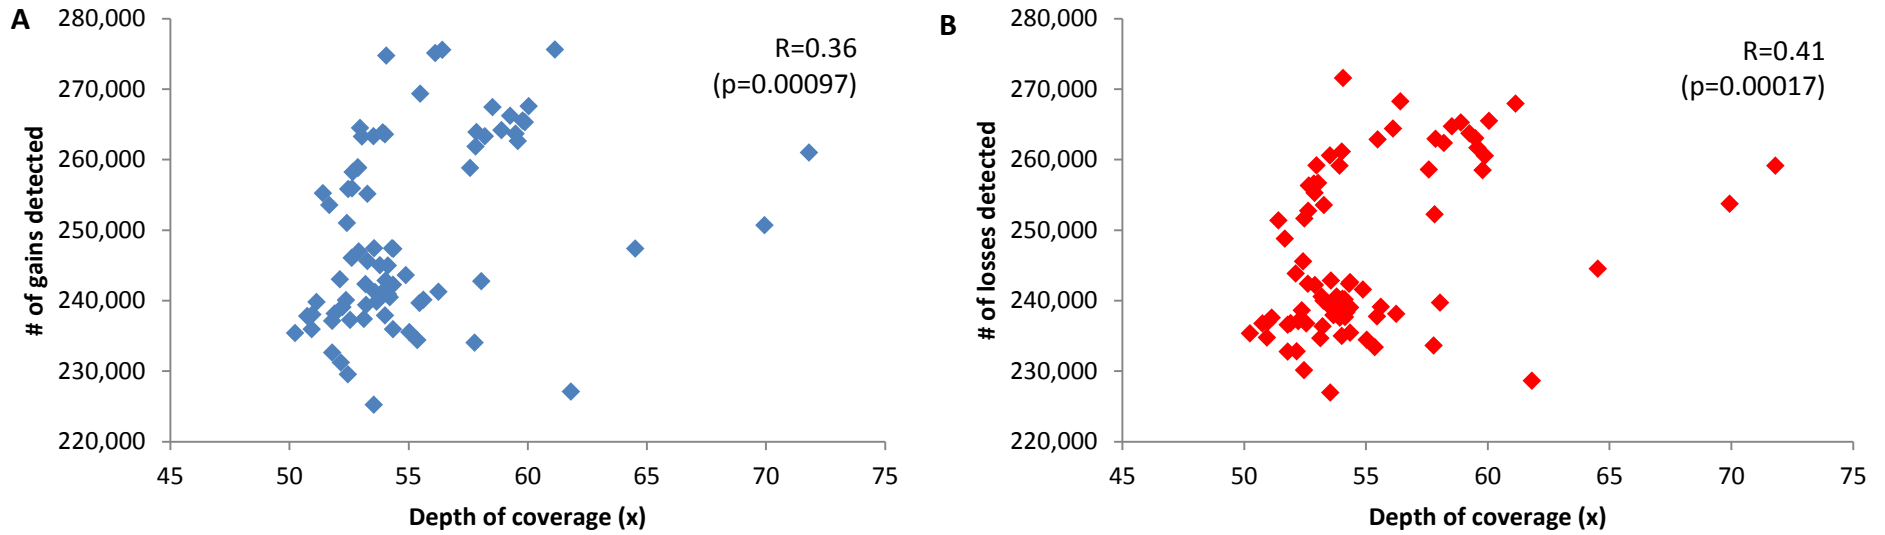 A
# of gains detected
280,000
270,000
260,000
250,000
240,000
230,000
220,000
R=0.36
(p=0.00097)
45 50 55 60 65 70 75
Depth of coverage (x)
B
# of losses detected
280,000
270,000
260,000
250,000
240,000
230,000
220,000
R=0.41
(p=0.00017)
45 50 55 60 65 70 75
Depth of coverage (x)